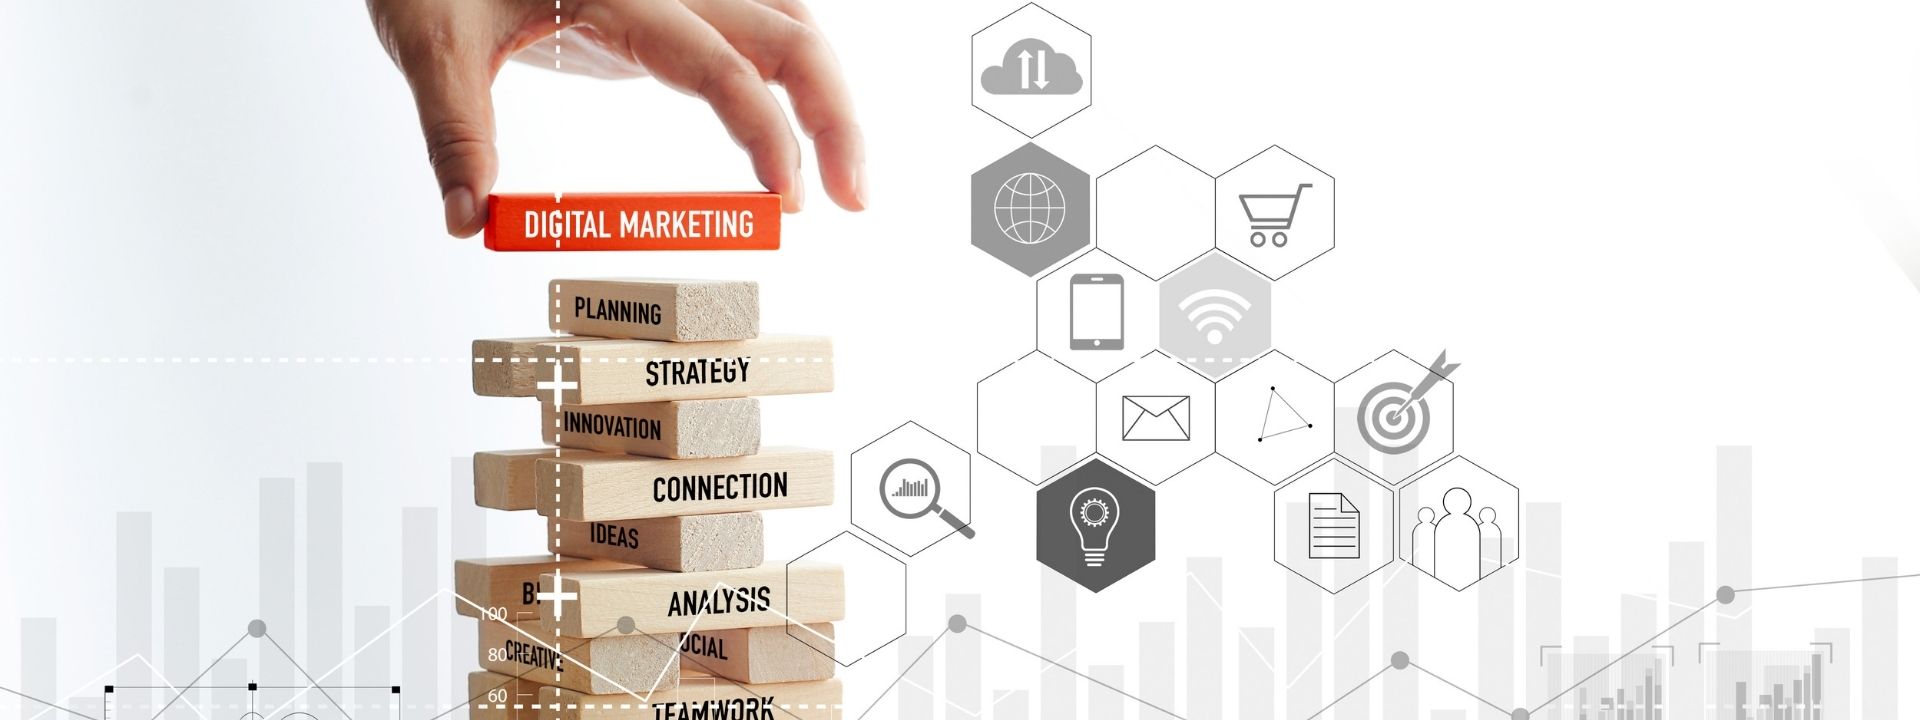 DIGITAL MARKETING
PLANNING
STRATEGY
INNOVATION
CONNECTION
IDEAS
ANALYSIS
100
CREATIVE
80
60
TEAMWORK